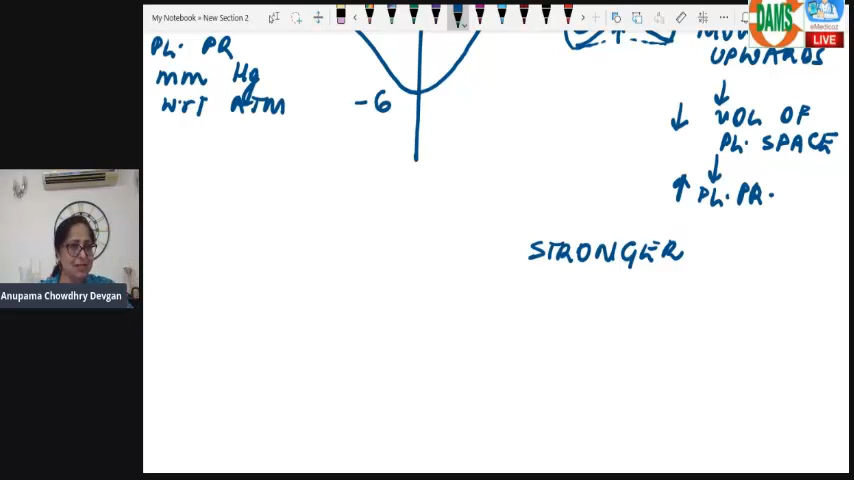 My Notebook » New Section 2
DAMS
eMedicoz
LIVE
PL. PR
mm Hg
w.r.t ATM
-6
UPWARDS
↓
↓ VOL OF
PL. SPACE
↓
↑ PL. PR.
STRONGER
Anupama Chowdhry Devgan